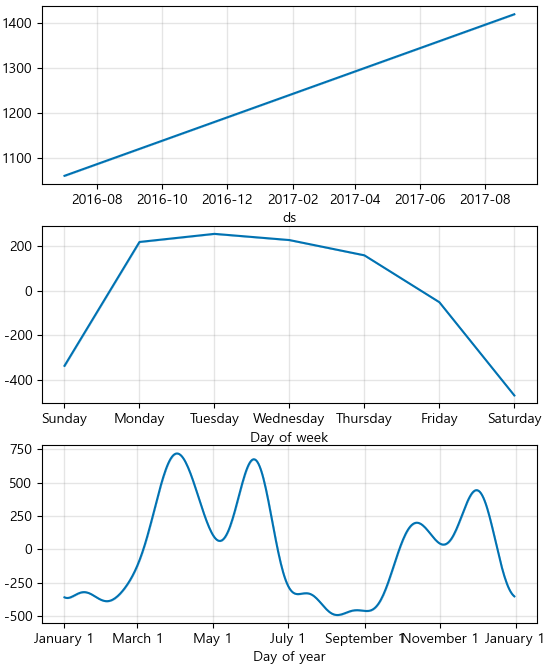 1400
1300
1200
1100
2016-08 2016-10 2016-12 2017-02 2017-04 2017-06 2017-08
ds
200
0
-200
-400
Sunday Monday Tuesday Wednesday Thursday Friday Saturday
Day of week
750
500
250
0
-250
-500
January 1 March 1 May 1 July 1 September 1 November 1 January 1
Day of year